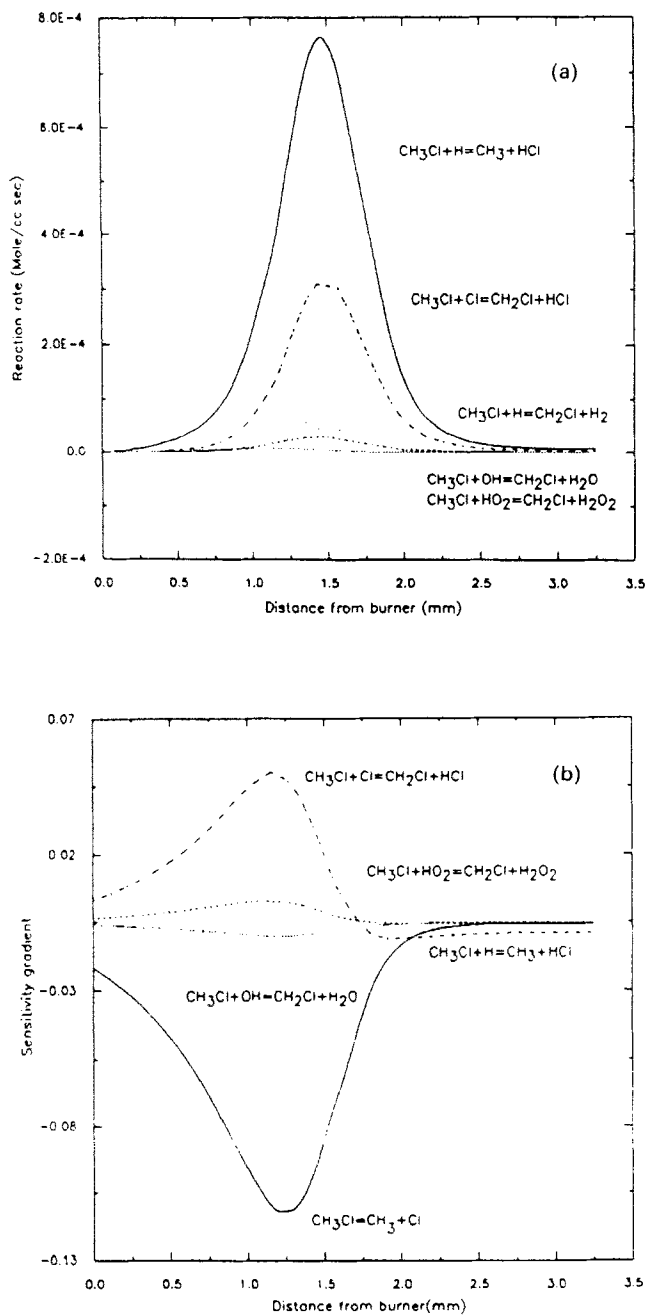 (a)
8.0E-4
6.0E-4
4.0E-4
2.0E-4
0.0
-2.0E-4
Reaction rate (Mole/cc sec)
CH₃Cl+H=CH₃+HCl
CH₃Cl+Cl=CH₂Cl+HCl
CH₃Cl+H=CH₂Cl+H₂
CH₃Cl+OH=CH₂Cl+H₂O
CH₃Cl+HO₂=CH₂Cl+H₂O₂
0.0 0.5 1.0 1.5 2.0 2.5 3.0 3.5
Distance from burner (mm)
(b)
0.07
0.02
-0.03
-0.08
-0.13
Sensitivity gradient
CH₃Cl+Cl=CH₂Cl+HCl
CH₃Cl+HO₂=CH₂Cl+H₂O₂
CH₃Cl+H=CH₃+HCl
CH₃Cl+OH=CH₂Cl+H₂O
CH₃Cl=CH₃+Cl
0.0 0.5 1.0 1.5 2.0 2.5 3.0 3.5
Distance from burner(mm)